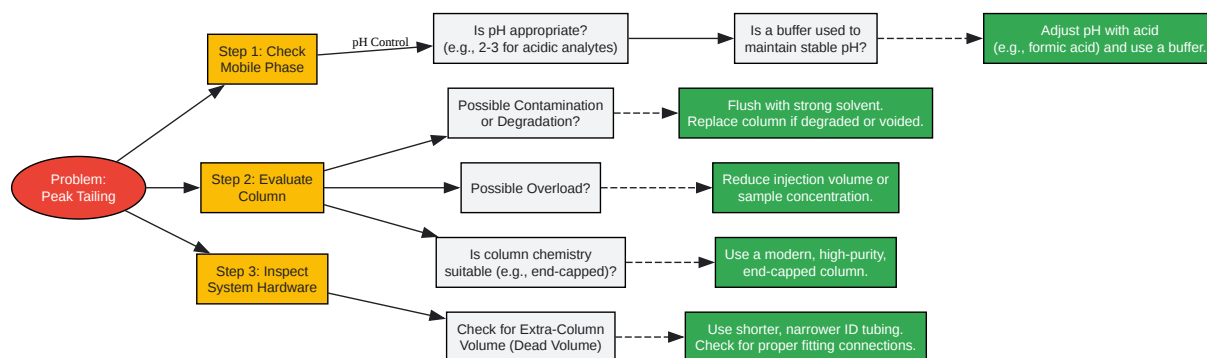 Problem:
Peak Tailing
Step 1: Check
Mobile Phase
pH Control
Is pH appropriate?
(e.g., 2-3 for acidic analytes)
Is a buffer used to
maintain stable pH?
Adjust pH with acid
(e.g., formic acid) and use a buffer.
Step 2: Evaluate
Column
Possible Contamination
or Degradation?
Flush with strong solvent.
Replace column if degraded or voided.
Possible Overload?
Reduce injection volume or
sample concentration.
Is column chemistry
suitable (e.g., end-capped)?
Use a modern, high-purity,
end-capped column.
Step 3: Inspect
System Hardware
Check for Extra-Column
Volume (Dead Volume)
Use shorter, narrower ID tubing.
Check for proper fitting connections.